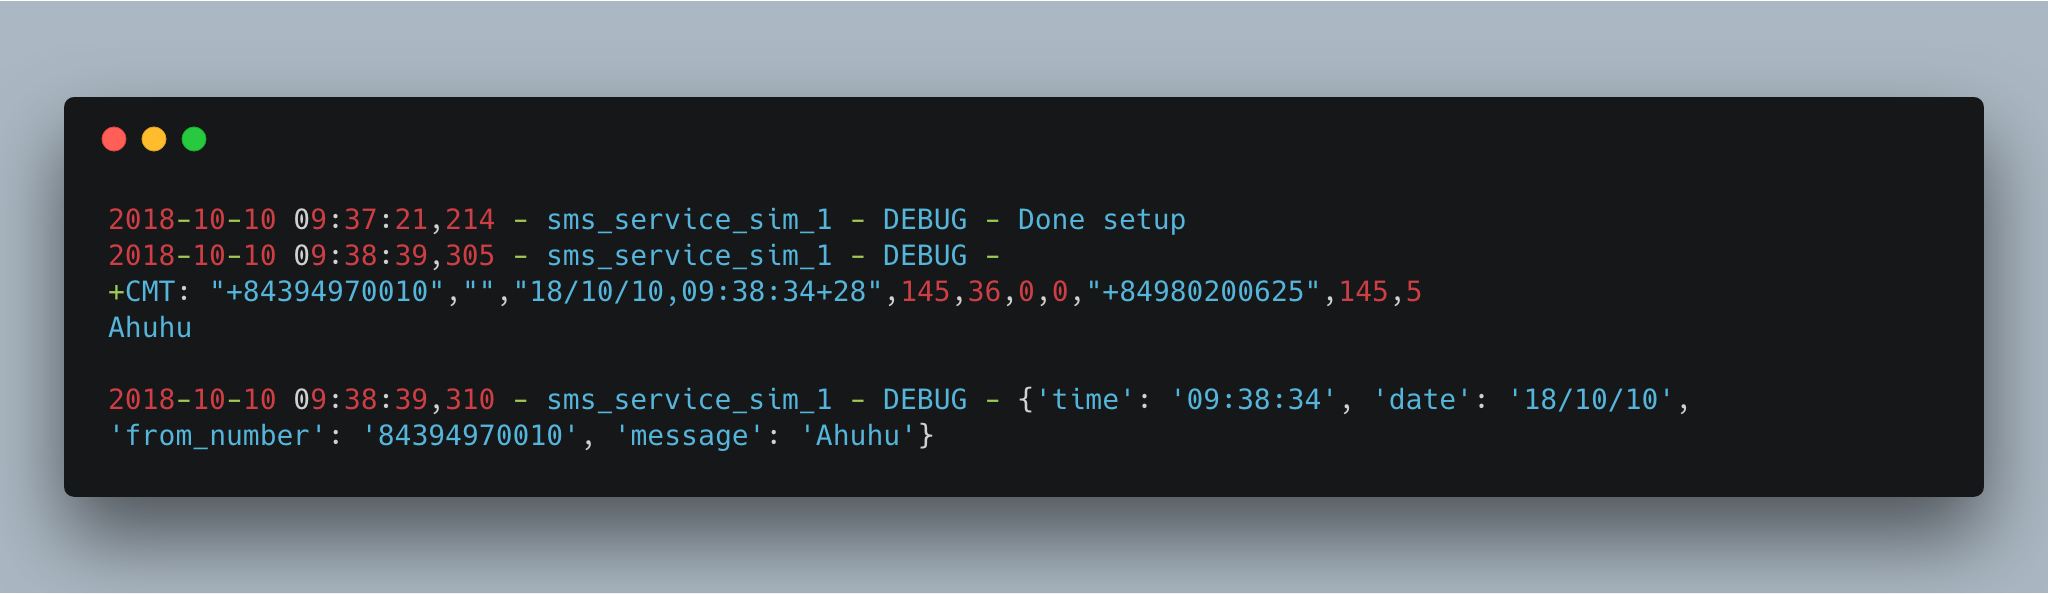 2018-10-10 09:37:21,214 - sms_service_sim_1 - DEBUG - Done setup
2018-10-10 09:38:39,305 - sms_service_sim_1 - DEBUG -
+CMT: "+84394970010","","18/10/10,09:38:34+28",145,36,0,0,"+84980200625",145,5
Ahuhu
2018-10-10 09:38:39,310 - sms_service_sim_1 - DEBUG - {'time': '09:38:34', 'date': '18/10/10',
'from_number': '84394970010', 'message': 'Ahuhu'}